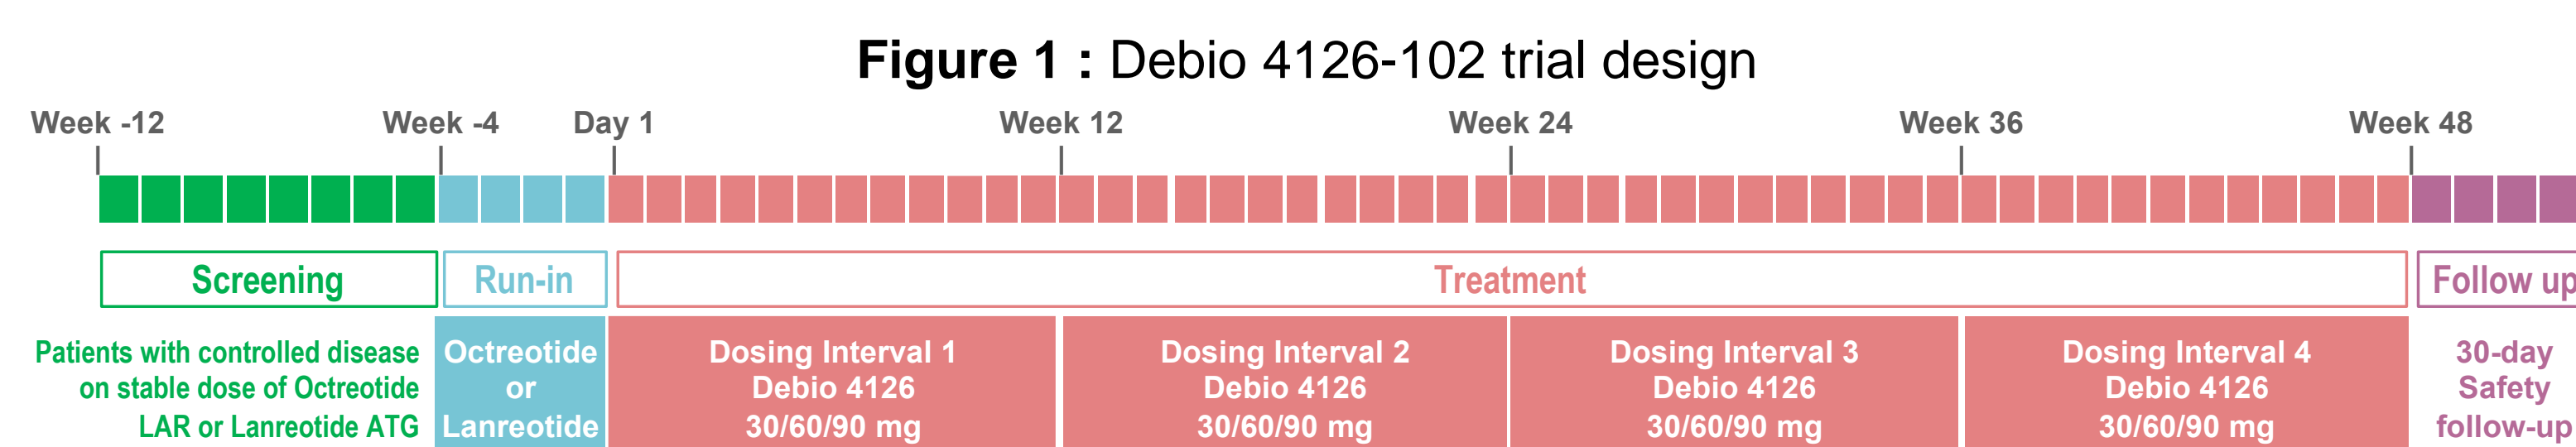 Figure 1 : Debio 4126-102 trial design
Week -12
Week -4
Day 1
Week 12
Week 24
Week 36
Week 48
Screening
Run-in
Treatment
Follow up
Patients with controlled disease
on stable dose of Octreotide
LAR or Lanreotide ATG
Octreotide
or
Lanreotide
Dosing Interval 1
Debio 4126
30/60/90 mg
Dosing Interval 2
Debio 4126
30/60/90 mg
Dosing Interval 3
Debio 4126
30/60/90 mg
Dosing Interval 4
Debio 4126
30/60/90 mg
30-day
Safety
follow-up